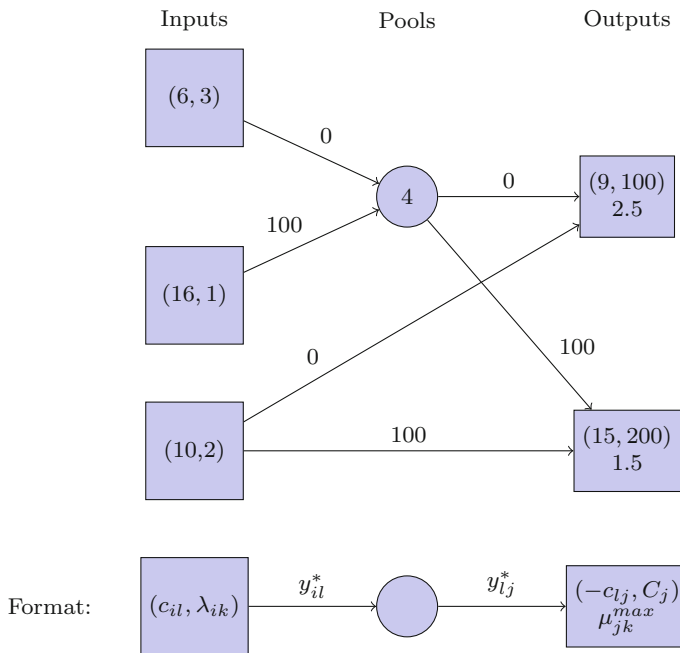 Inputs Pools Outputs
(6, 3)
0
(9, 100)
2.5
4
0
100
(16, 1)
0
100
(10,2)
100
(15, 200)
1.5
Format:
(c_{il}, λ_{ik})
y^*_{il}
y^*_{lj}
(−c_{lj}, C_j)
μ^{max}_{jk}